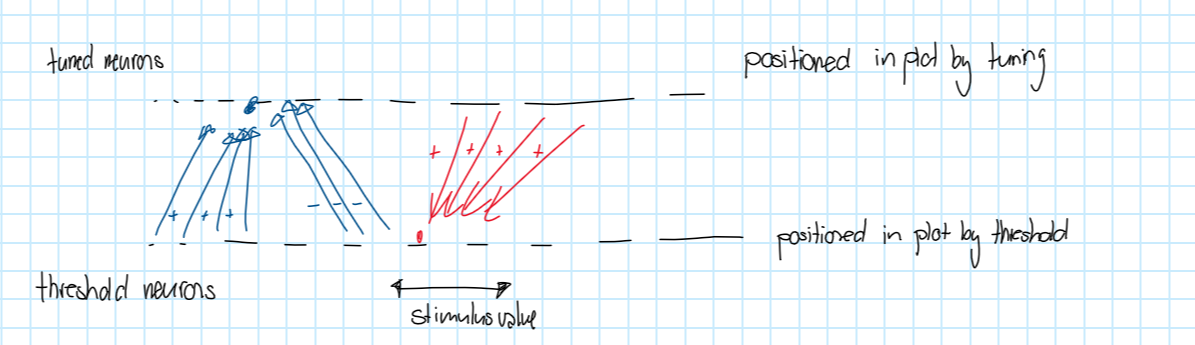 tuned neurons
positioned in plot by tuning
+ + + - - -
+ + + +
positioned in plot by threshold
threshold neurons
stimulus value